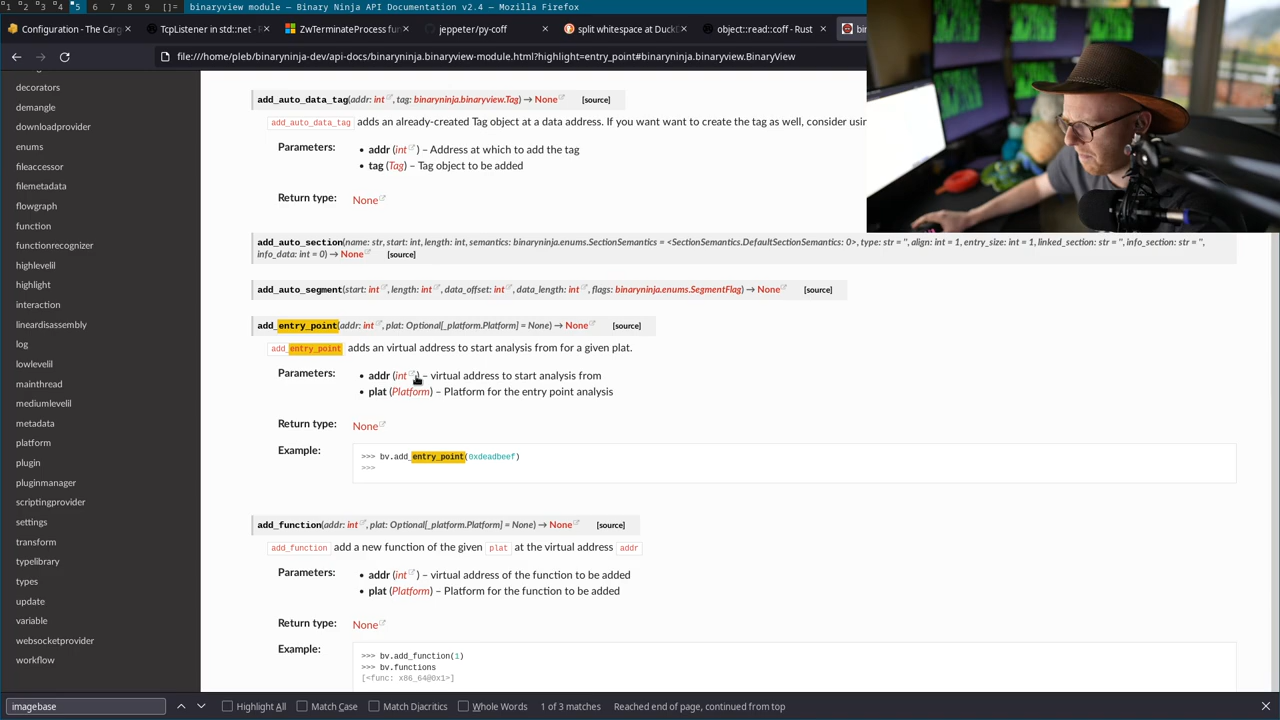 1 2 3 4 5 6 7 8 9 []= binaryview module — Binary Ninja API Documentation v2.4 — Mozilla Firefox
Configuration - The Carg TcpListener in std::net - ZwTerminateProcess fu jeppeter/py-coff split whitespace at DuckD object::read::coff - Rust bin
file:///home/pleb/binaryninja-dev/api-docs/binaryninja.binaryview-module.html?highlight=entry_point#binaryninja.binaryview.BinaryView
decorators
demangle
downloadprovider
enums
fileaccessor
filemetadata
flowgraph
function
functionrecognizer
highlevelil
highlight
interaction
lineardisassembly
log
lowlevelil
mainthread
mediumlevelil
metadata
platform
plugin
pluginmanager
scriptingprovider
settings
transform
typelibrary
types
update
variable
websocketprovider
workflow
add_auto_data_tag(addr: int, tag: binaryninja.binaryview.Tag) → None [source]
add_auto_data_tag adds an already-created Tag object at a data address. If you want want to create the tag as well, consider usin
Parameters:
• addr (int) – Address at which to add the tag
• tag (Tag) – Tag object to be added
Return type: None
add_auto_section(name: str, start: int, length: int, semantics: binaryninja.enums.SectionSemantics = <SectionSemantics.DefaultSectionSemantics: 0>, type: str = '', align: int = 1, entry_size: int = 1, linked_section: str = '', info_section: str = '',
info_data: int = 0) → None [source]
add_auto_segment(start: int, length: int, data_offset: int, data_length: int, flags: binaryninja.enums.SegmentFlag) → None [source]
add_entry_point(addr: int, plat: Optional[_platform.Platform] = None) → None [source]
add_entry_point adds an virtual address to start analysis from for a given plat.
Parameters:
• addr (int) – virtual address to start analysis from
• plat (Platform) – Platform for the entry point analysis
Return type: None
Example:
>>> bv.add_entry_point(0xdeadbeef)
>>>
add_function(addr: int, plat: Optional[_platform.Platform] = None) → None [source]
add_function add a new function of the given plat at the virtual address addr
Parameters:
• addr (int) – virtual address of the function to be added
• plat (Platform) – Platform for the function to be added
Return type: None
Example:
>>> bv.add_function(1)
>>> bv.functions
[<func: x86_64@0x1>]
imagebase Highlight All Match Case Match Diacritics Whole Words 1 of 3 matches Reached end of page, continued from top